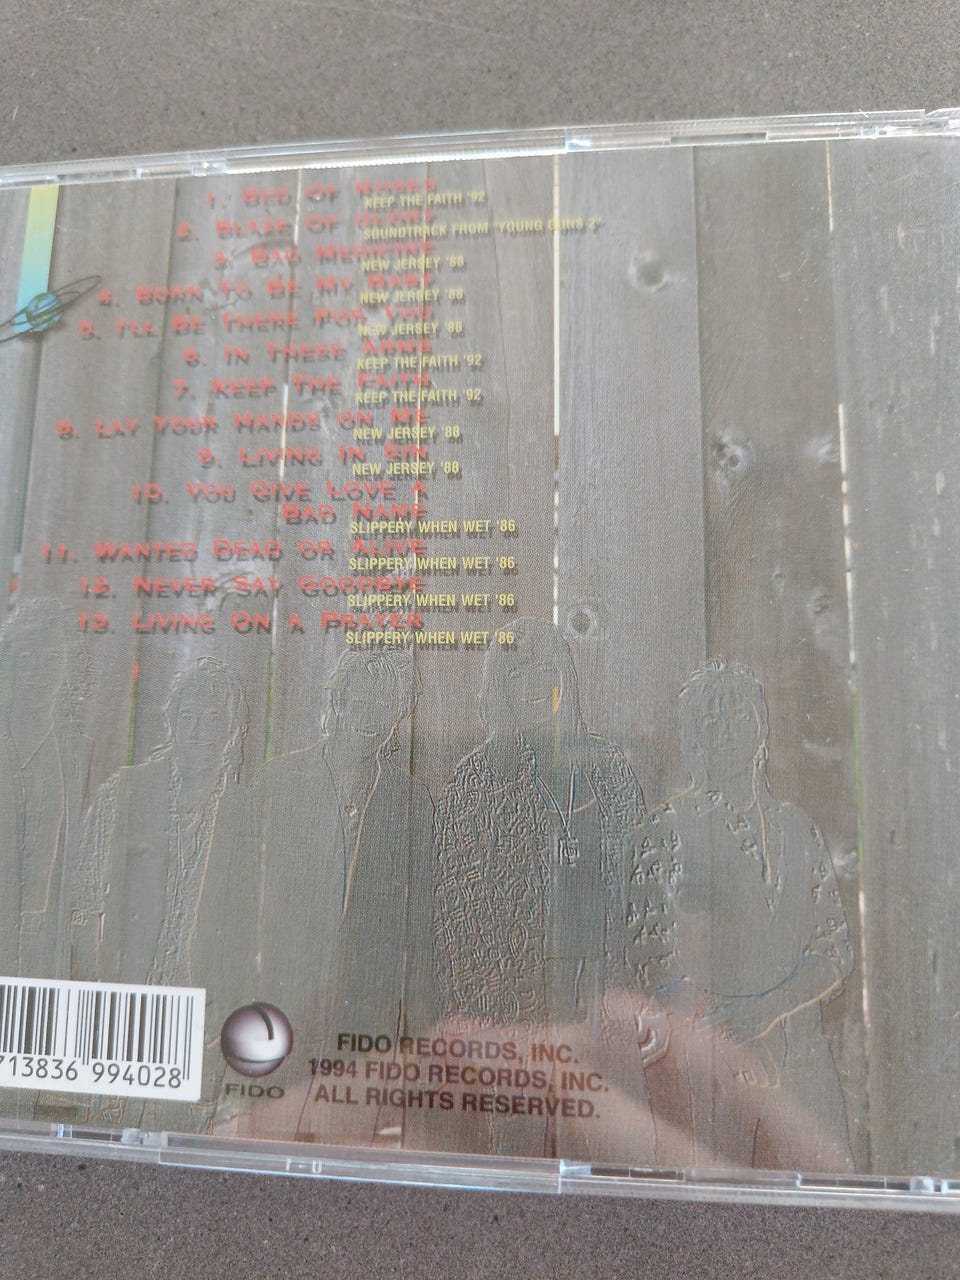 1. Bed Of Roses
KEEP THE FAITH '92
2. Blaze Of Glory
SOUNDTRACK FROM "YOUNG GUNS 2"
3. Bad Medicine
NEW JERSEY '88
4. Born To Be My Baby
NEW JERSEY '88
5. I'll Be There For You
NEW JERSEY '88
6. In These Arms
KEEP THE FAITH '92
7. Keep The Faith
KEEP THE FAITH '92
8. Lay Your Hands On Me
NEW JERSEY '88
9. Living In Sin
NEW JERSEY '88
10. You Give Love A
Bad Name
SLIPPERY WHEN WET '86
11. Wanted Dead or Alive
SLIPPERY WHEN WET '86
12. Never Say Goodbye
SLIPPERY WHEN WET '86
13. Living On a Prayer
SLIPPERY WHEN WET '86
713836 994028
FIDO
FIDO RECORDS, INC.
1994 FIDO RECORDS, INC.
ALL RIGHTS RESERVED.